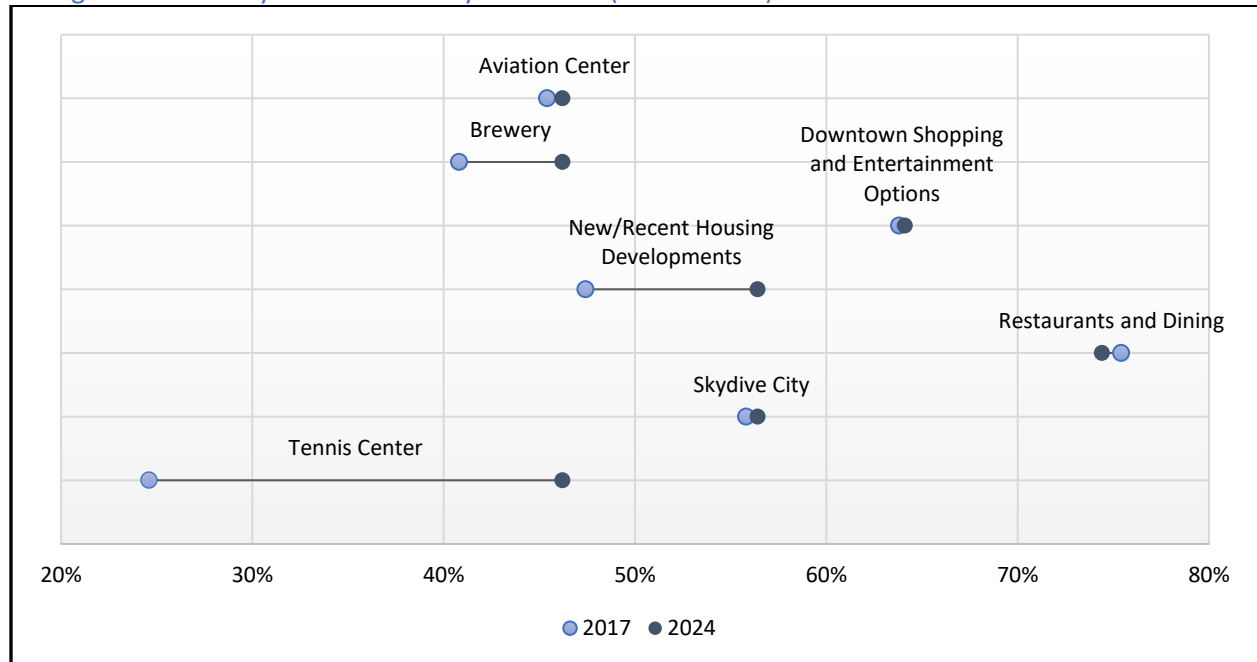 Aviation Center
Brewery
Downtown Shopping
and Entertainment
Options
New/Recent Housing
Developments
Restaurants and Dining
Skydive City
Tennis Center
20% 30% 40% 50% 60% 70% 80%
2017 2024